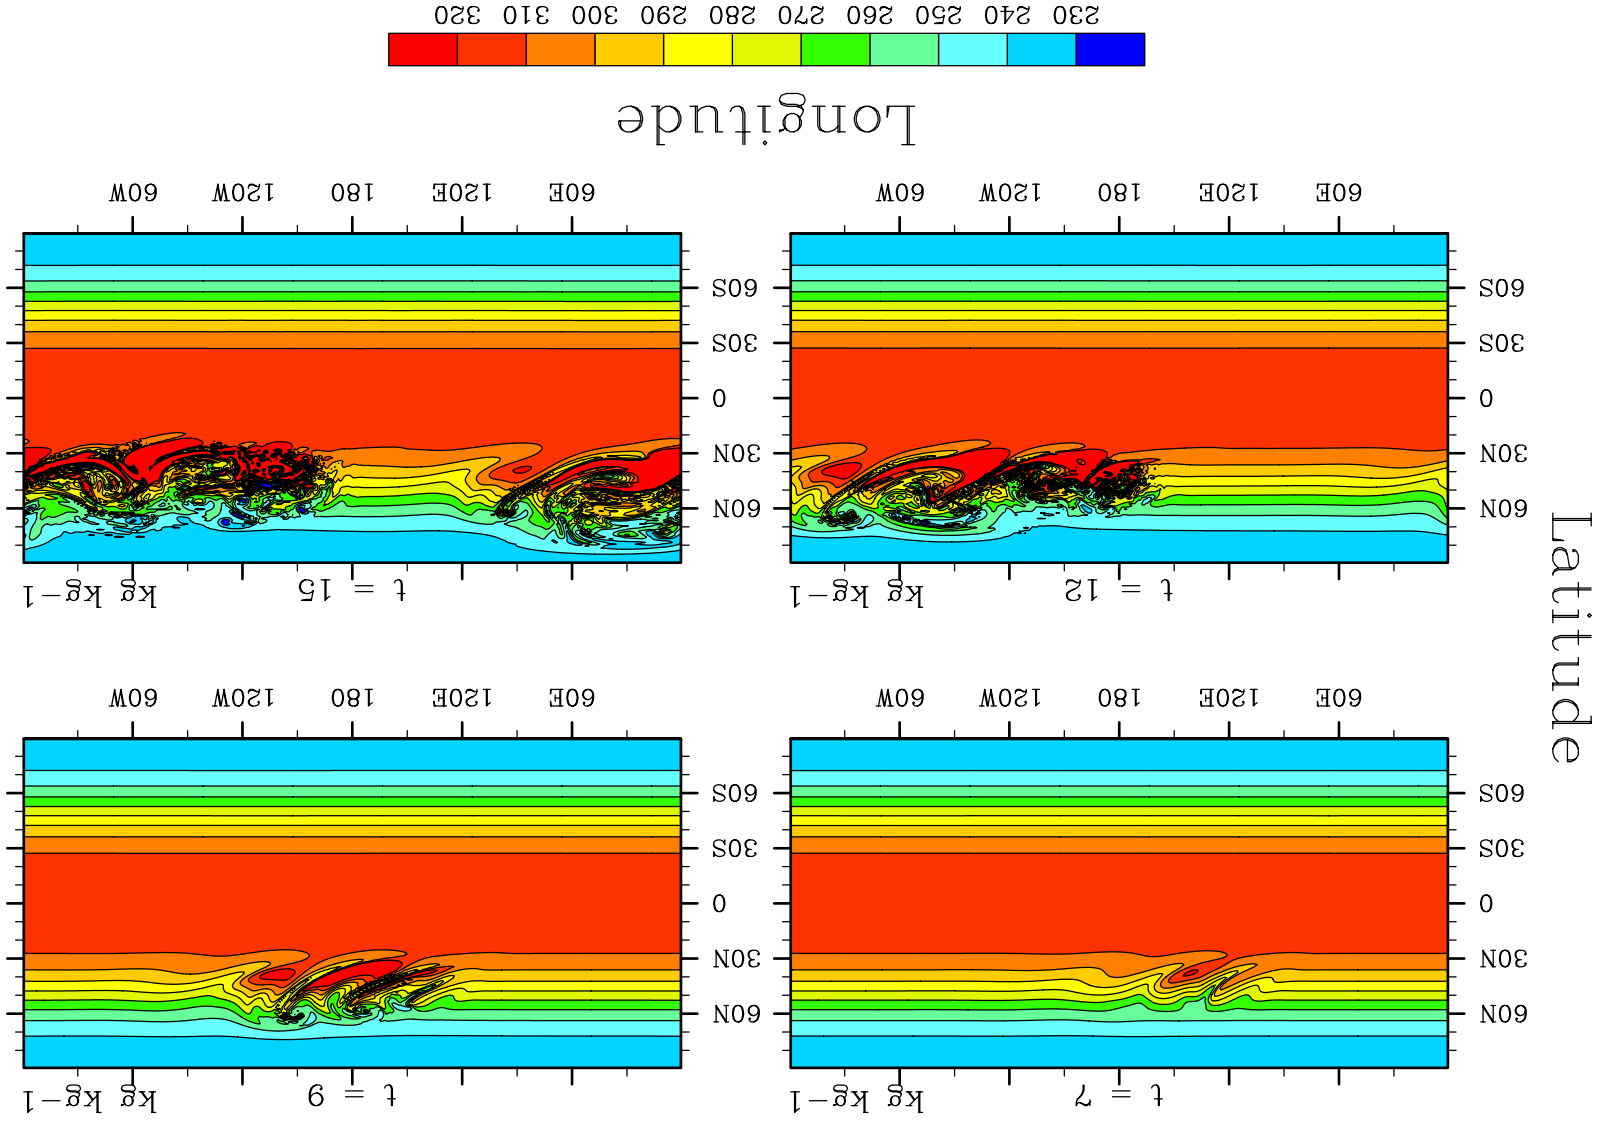 t = 7 kg kg-1
t = 9 kg kg-1
60N
30N
0
30S
60S
60E 120E 180 120W 60W
60N
30N
0
30S
60S
60E 120E 180 120W 60W
Latitude
t = 12 kg kg-1
t = 15 kg kg-1
60N
30N
0
30S
60S
60E 120E 180 120W 60W
60N
30N
0
30S
60S
60E 120E 180 120W 60W
Longitude
230 240 250 260 270 280 290 300 310 320